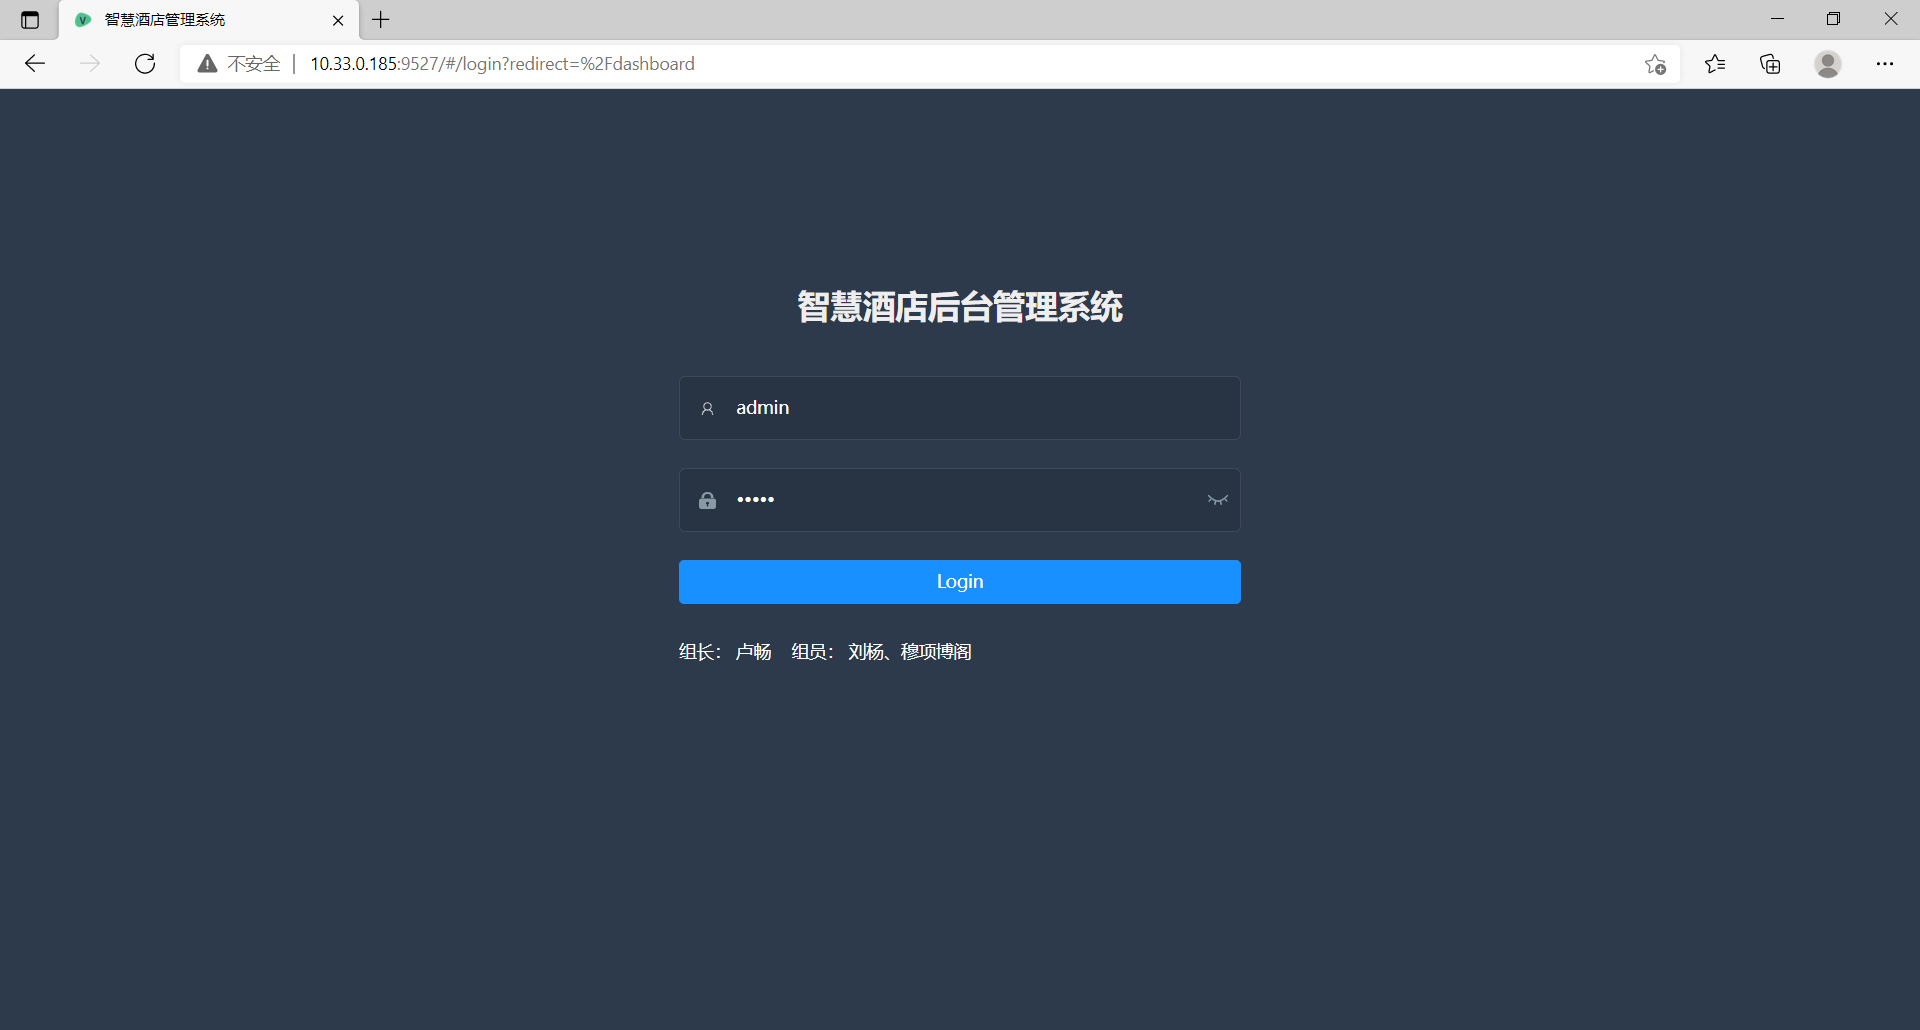 智慧酒店管理系统
不安全 | 10.33.0.185:9527/#/login?redirect=%2Fdashboard
智慧酒店后台管理系统
admin
•••••
Login
组长： 卢畅 组员： 刘杨、穆项博阁